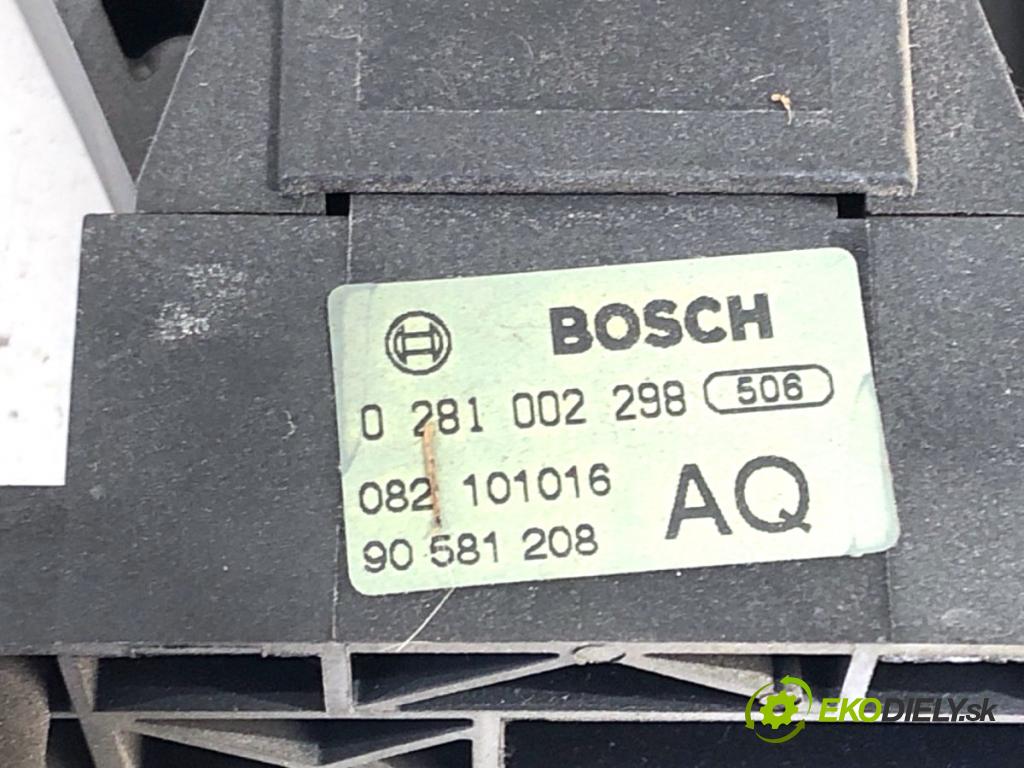 BOSCH
0 281 002 298 506
082 101016
90 581 208 AQ
EKODIELY.sk